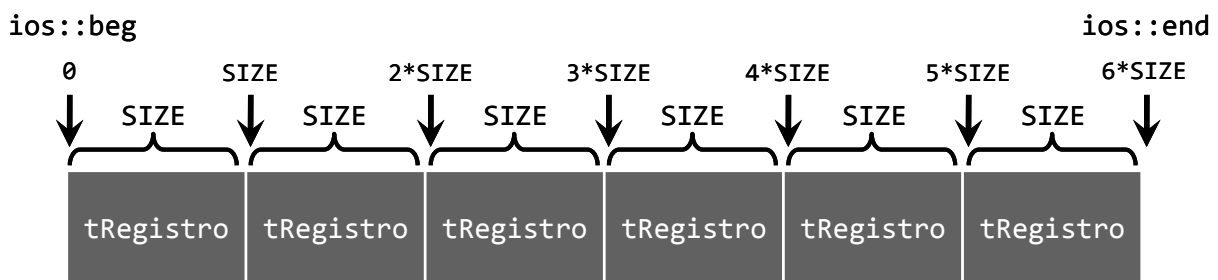 ios::beg ios::end
0 SIZE 2*SIZE 3*SIZE 4*SIZE 5*SIZE 6*SIZE
SIZE SIZE SIZE SIZE SIZE SIZE
tRegistro tRegistro tRegistro tRegistro tRegistro tRegistro